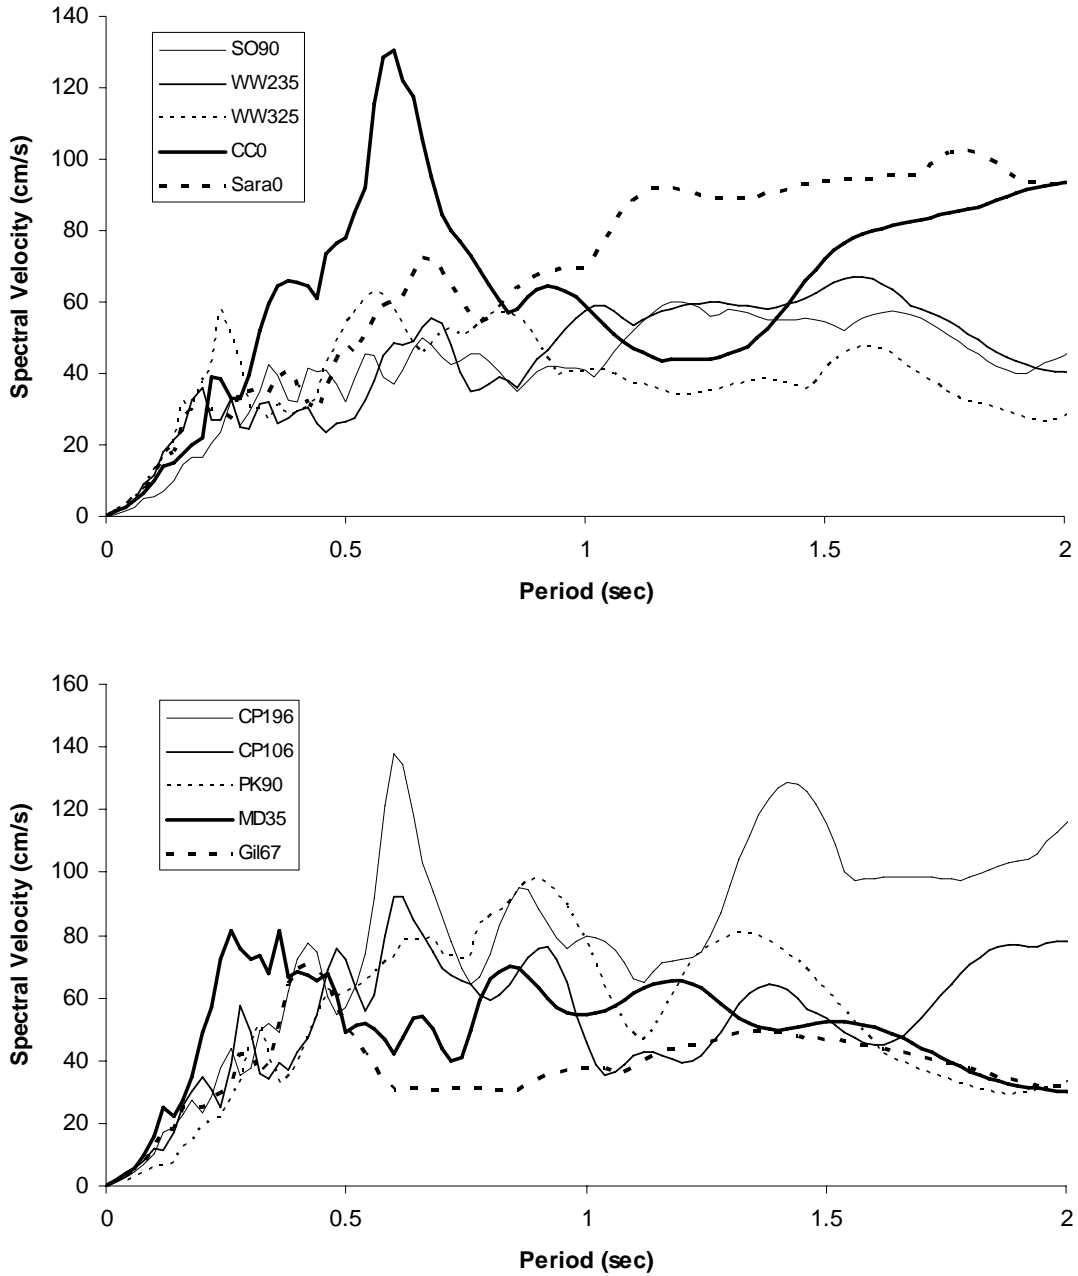 140
120
100
80
60
40
20
0
Spectral Velocity (cm/s)
SO90
WW235
WW325
CC0
Sara0
0 0.5 1 1.5 2
Period (sec)
160
140
120
100
80
60
40
20
0
Spectral Velocity (cm/s)
CP196
CP106
PK90
MD35
Gil67
0 0.5 1 1.5 2
Period (sec)